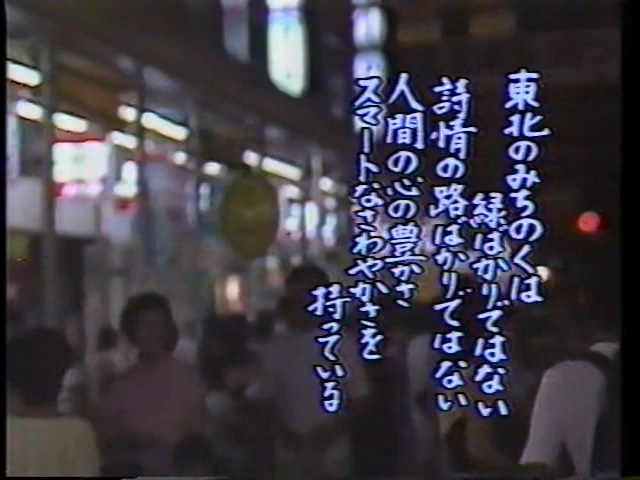 東北のみちのくは
緑ばかりではない
詩情の路ばかりではない
人間の心の豊かさ
スマートなさわやかさを
持っている